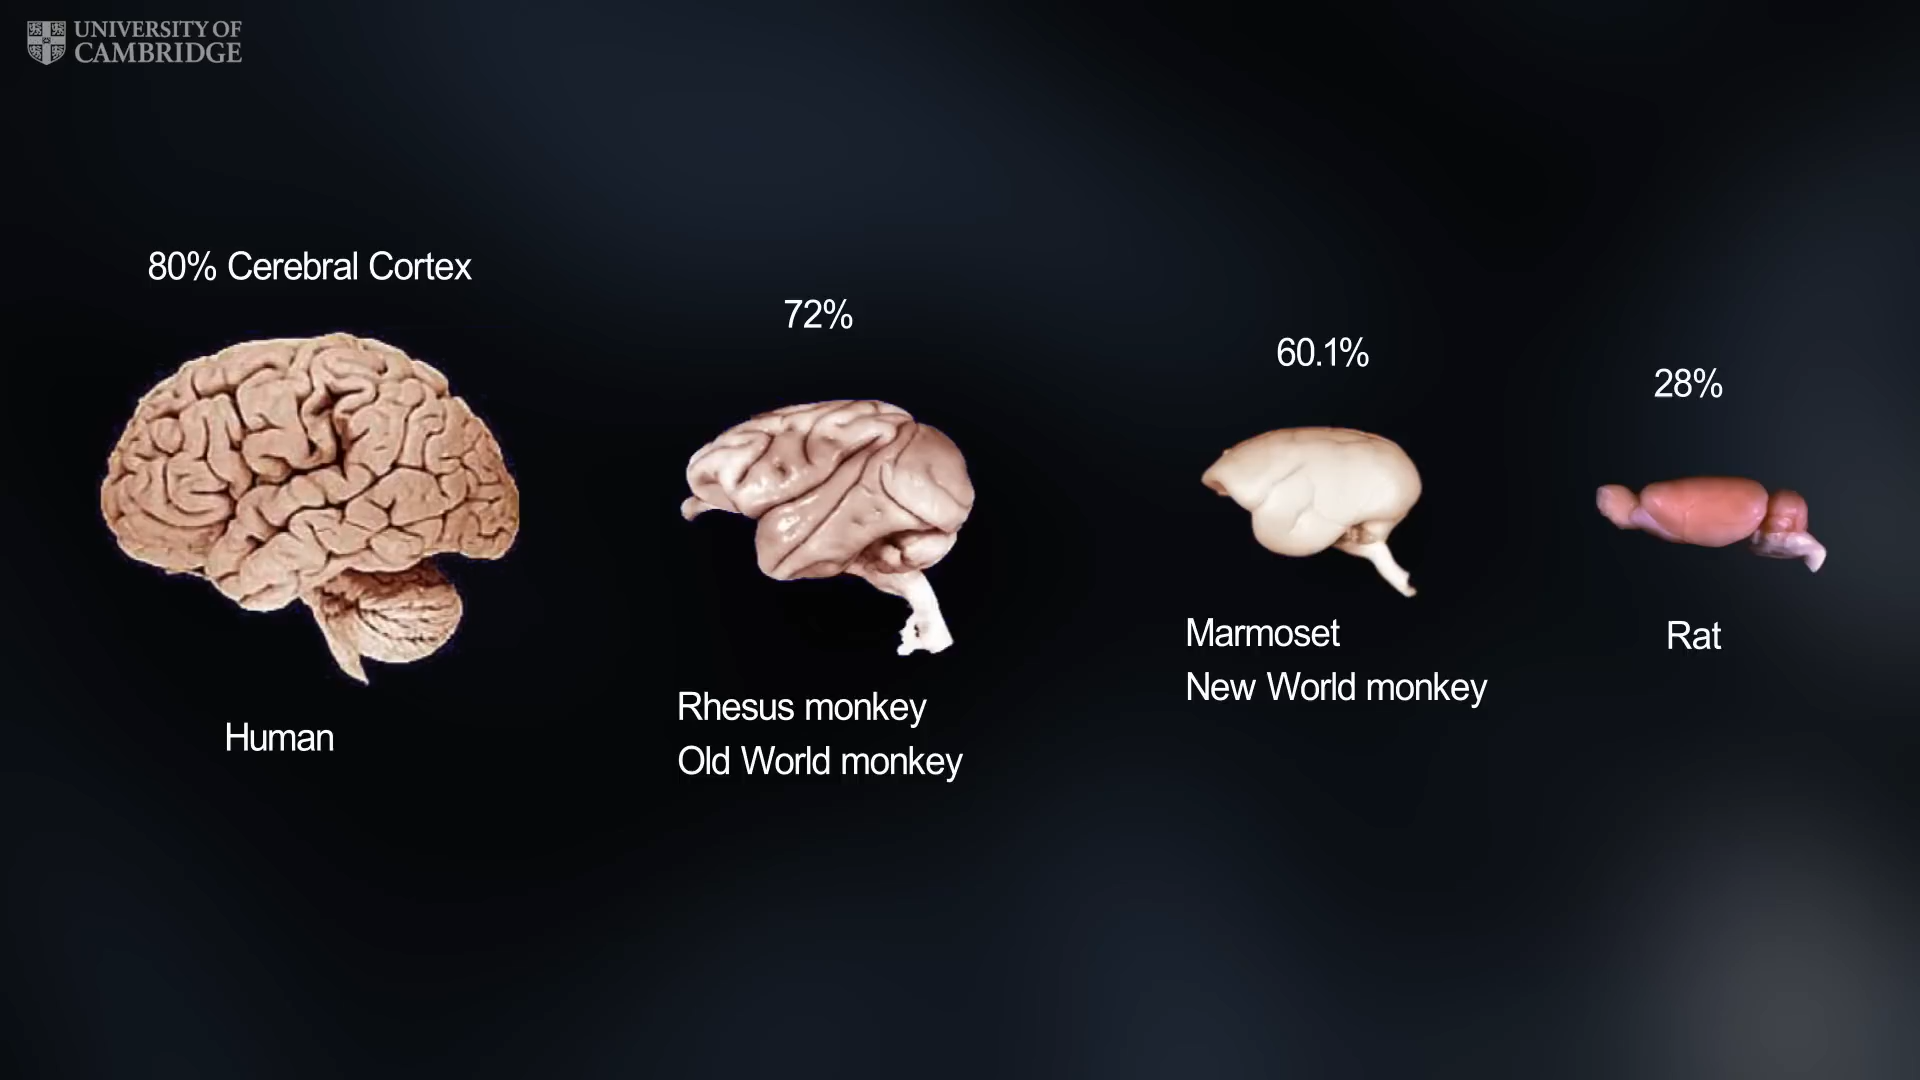 UNIVERSITY OF
CAMBRIDGE
80% Cerebral Cortex
72%
60.1%
28%
Human
Rhesus monkey
Old World monkey
Marmoset
New World monkey
Rat